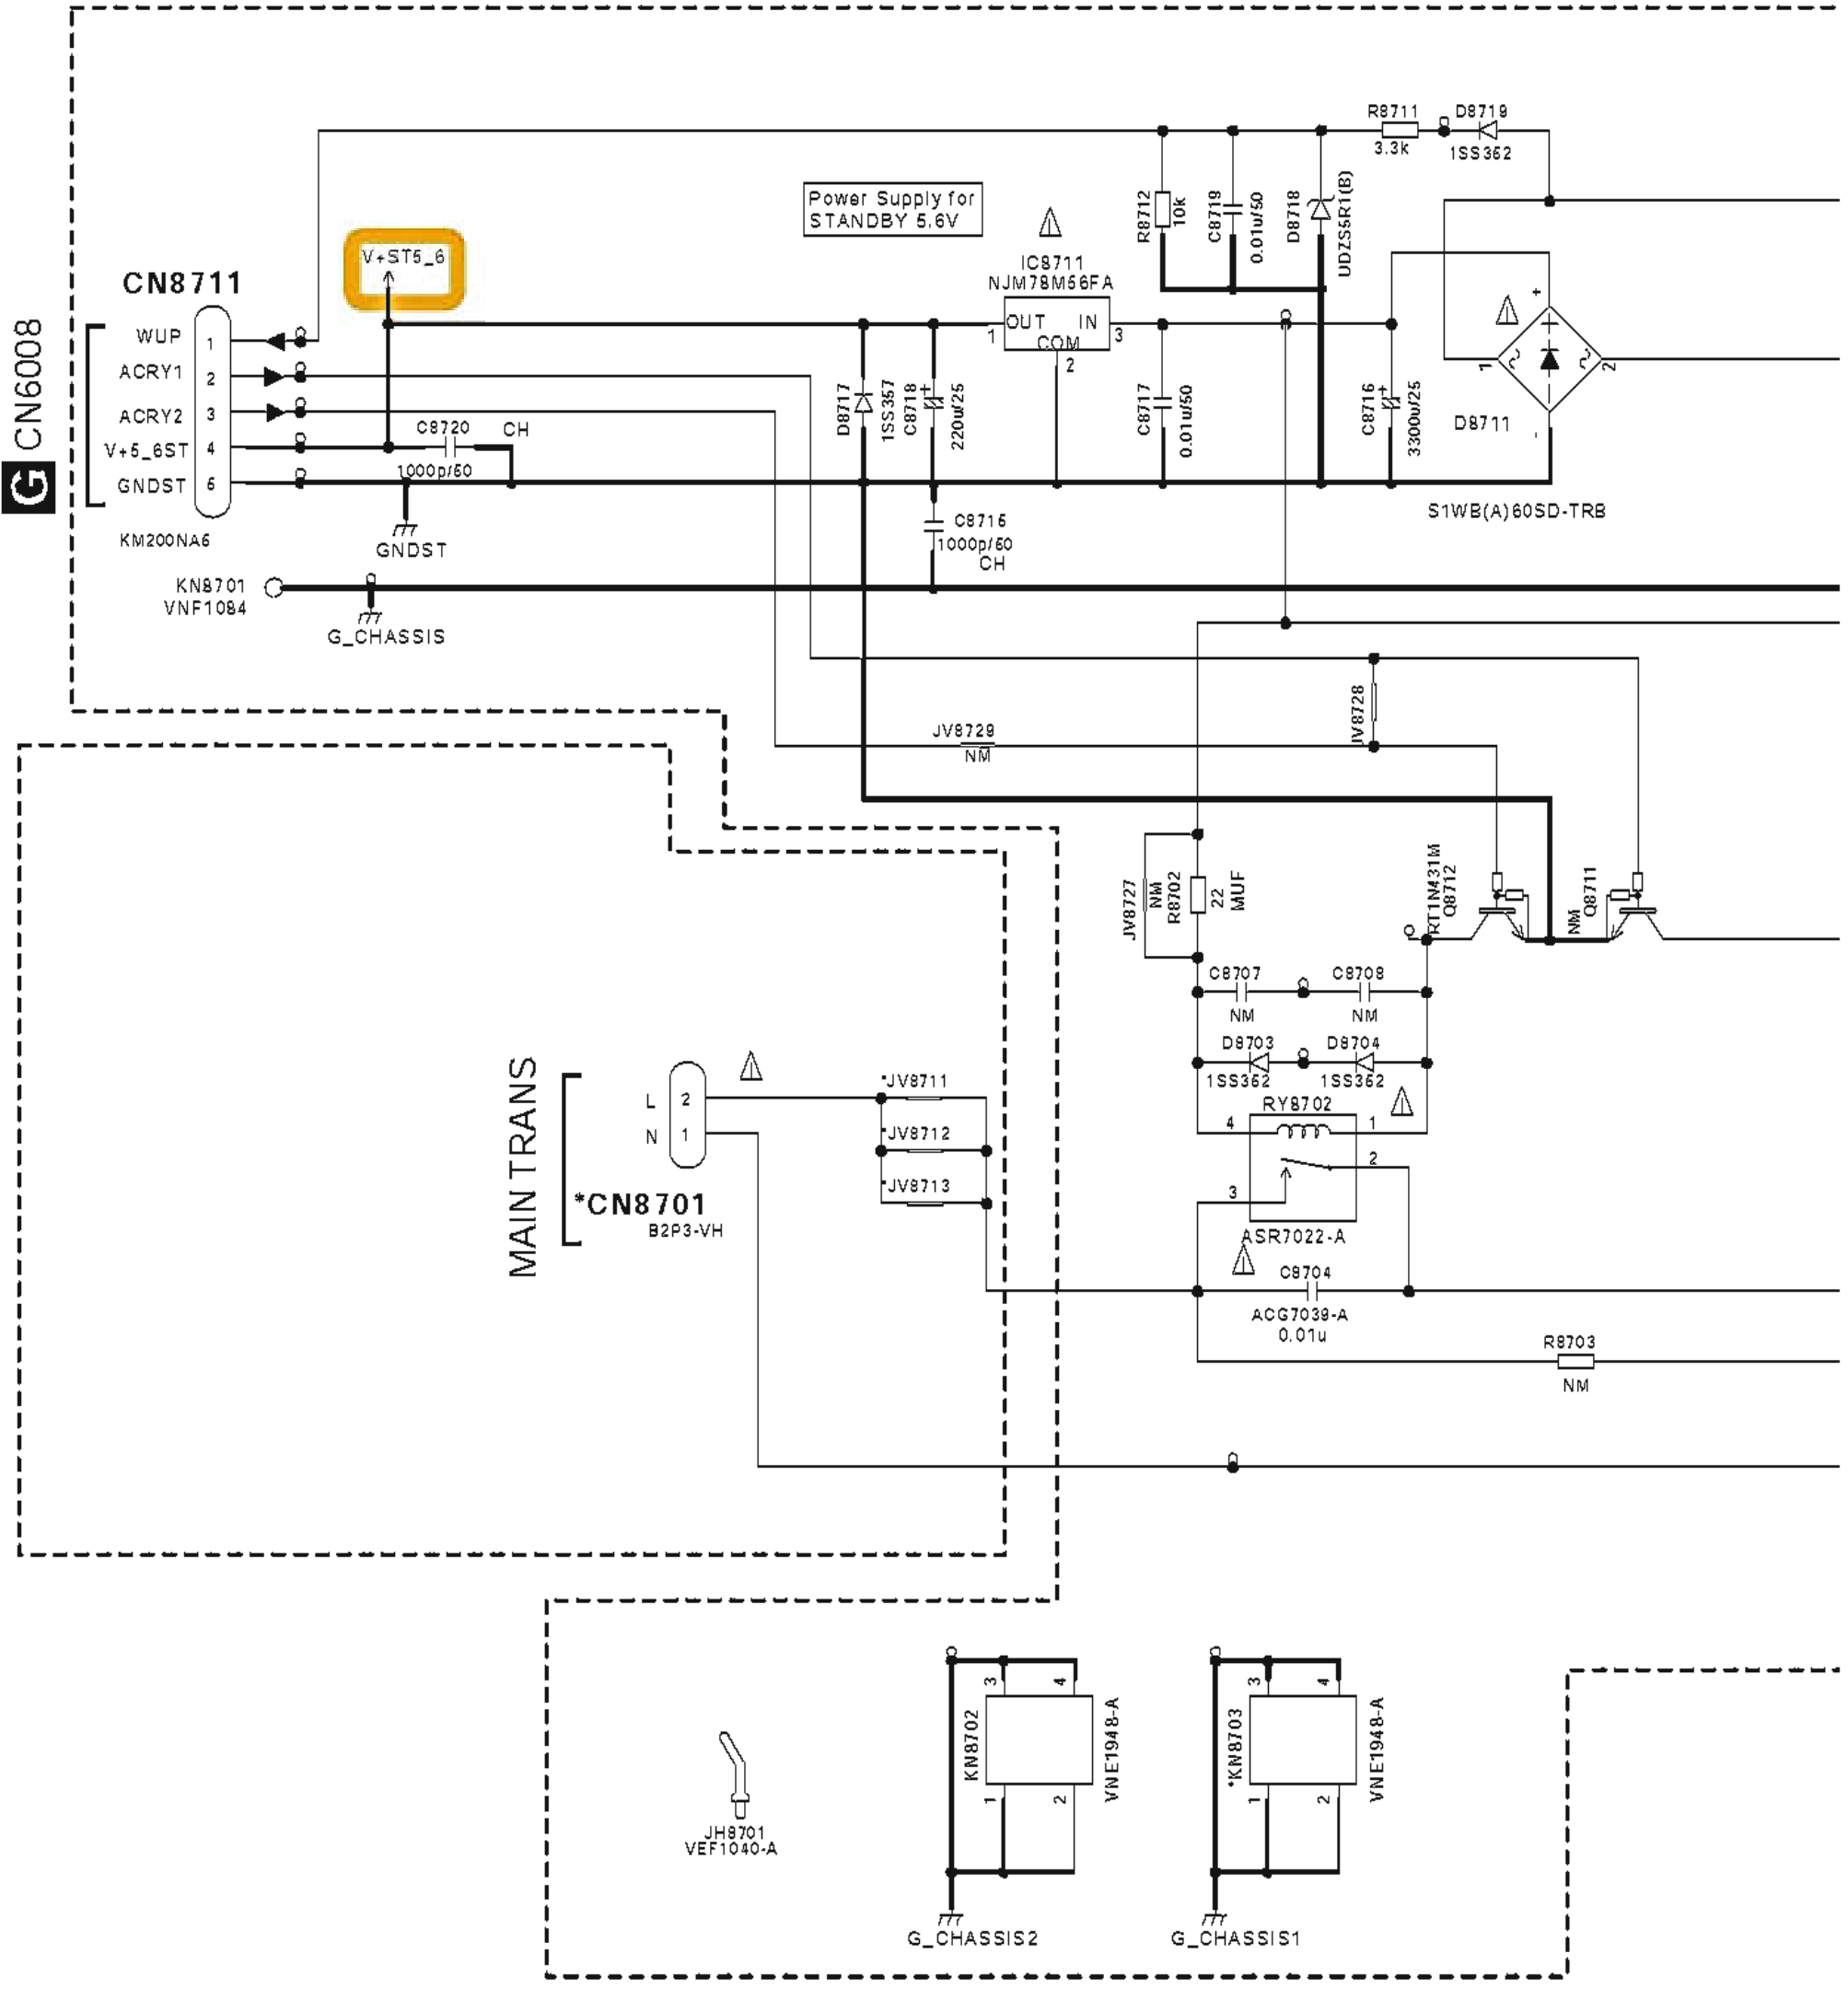 R8711
3.3k
D8719
1SS352
Power Supply for
STANDBY 5.6V
R8712
10k
C8719
0.01u/50
D8718
UDZS5R1(B)
V+ST5_6
IC8711
NJM78M56FA
OUT
IN
COM
1
3
2
CN8711
G CN6008
WUP
1
ACRY1
2
ACRY2
3
V+5_6ST
4
GNDST
5
KM200NA5
C8720
CH
1000p/50
GNDST
D8717
1SS357
C8718
+
220u/25
C8717
0.01u/50
C8716
+
3300u/25
+
1
2
-
D8711
S1WB(A)60SD-TRB
C8715
1000p/50
CH
KN8701
VNF1084
G_CHASSIS
JV8728
JV8729
NM
JV8727
NM
R8702
22
MUF
RT1N431M
Q8712
NM
Q8711
C8707
NM
C8708
NM
D8703
1SS352
D8704
1SS352
RY8702
4
1
2
3
ASR7022-A
MAIN TRANS
L
2
N
1
*CN8701
B2P3-VH
*JV8711
*JV8712
*JV8713
C8704
ACG7039-A
0.01u
R8703
NM
JH8701
VEF1040-A
3
4
KN8702
VNE1948-A
1
2
G_CHASSIS2
3
4
*KN8703
VNE1948-A
1
2
G_CHASSIS1